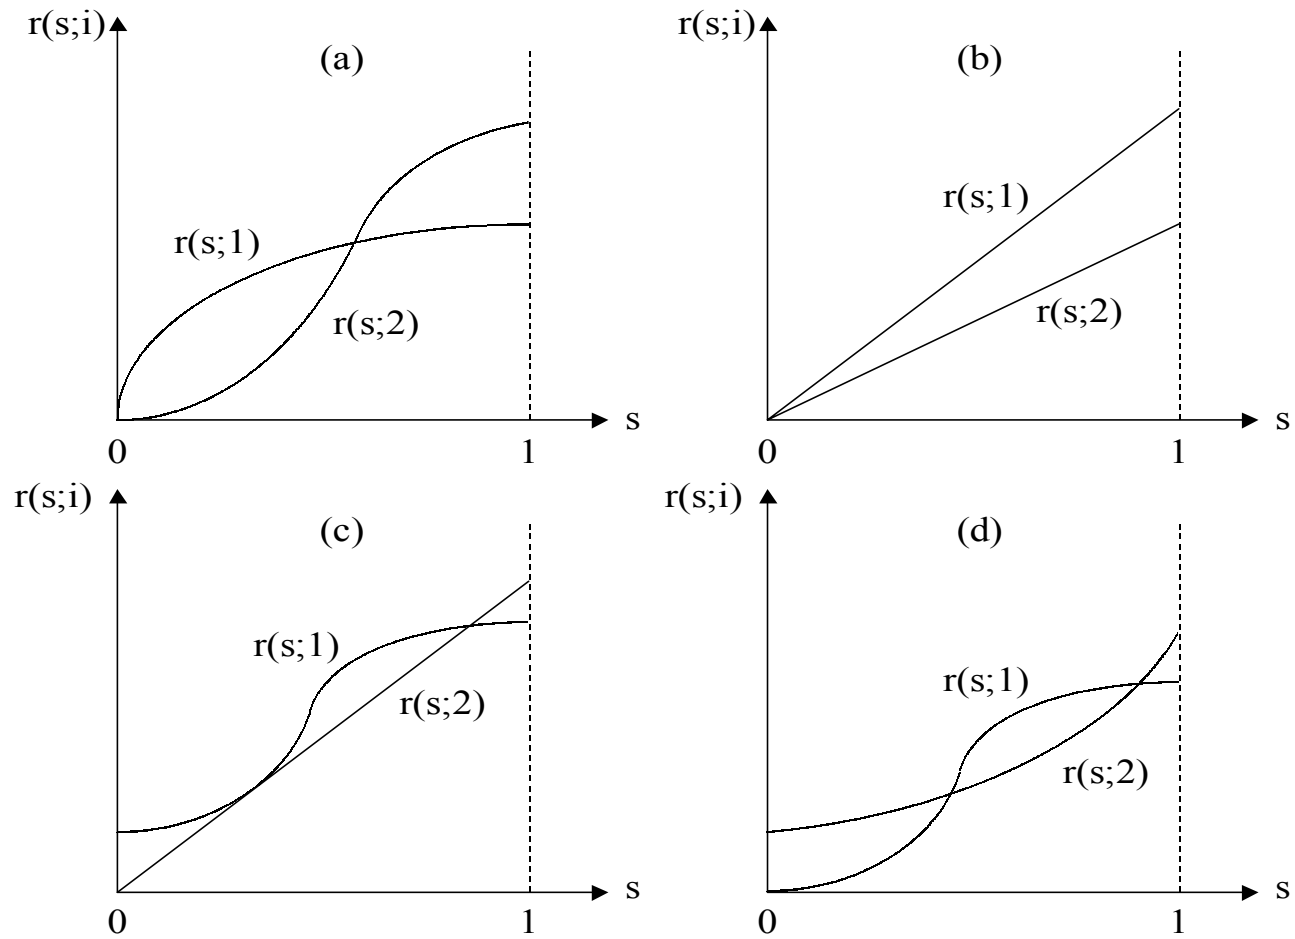 r(s;i)
(a)
r(s;1)
r(s;2)
s
0
1
r(s;i)
(b)
r(s;1)
r(s;2)
s
0
1
r(s;i)
(c)
r(s;1)
r(s;2)
s
0
1
r(s;i)
(d)
r(s;1)
r(s;2)
s
0
1